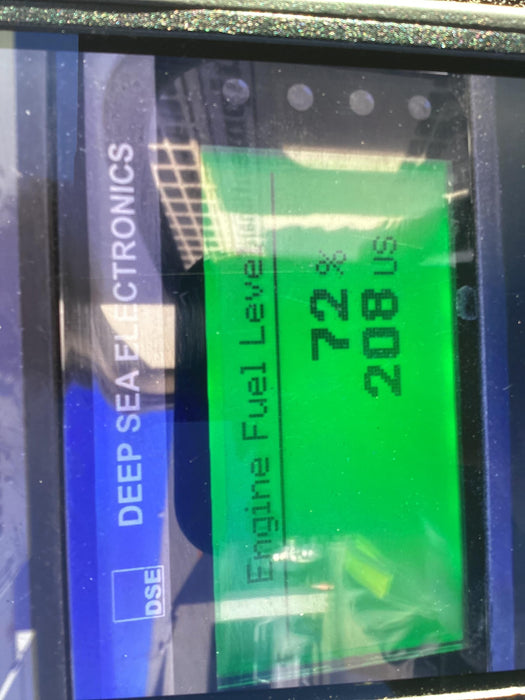 DSE DEEP SEA ELECTRONICS
Engine Fuel Level
72 %
208 US